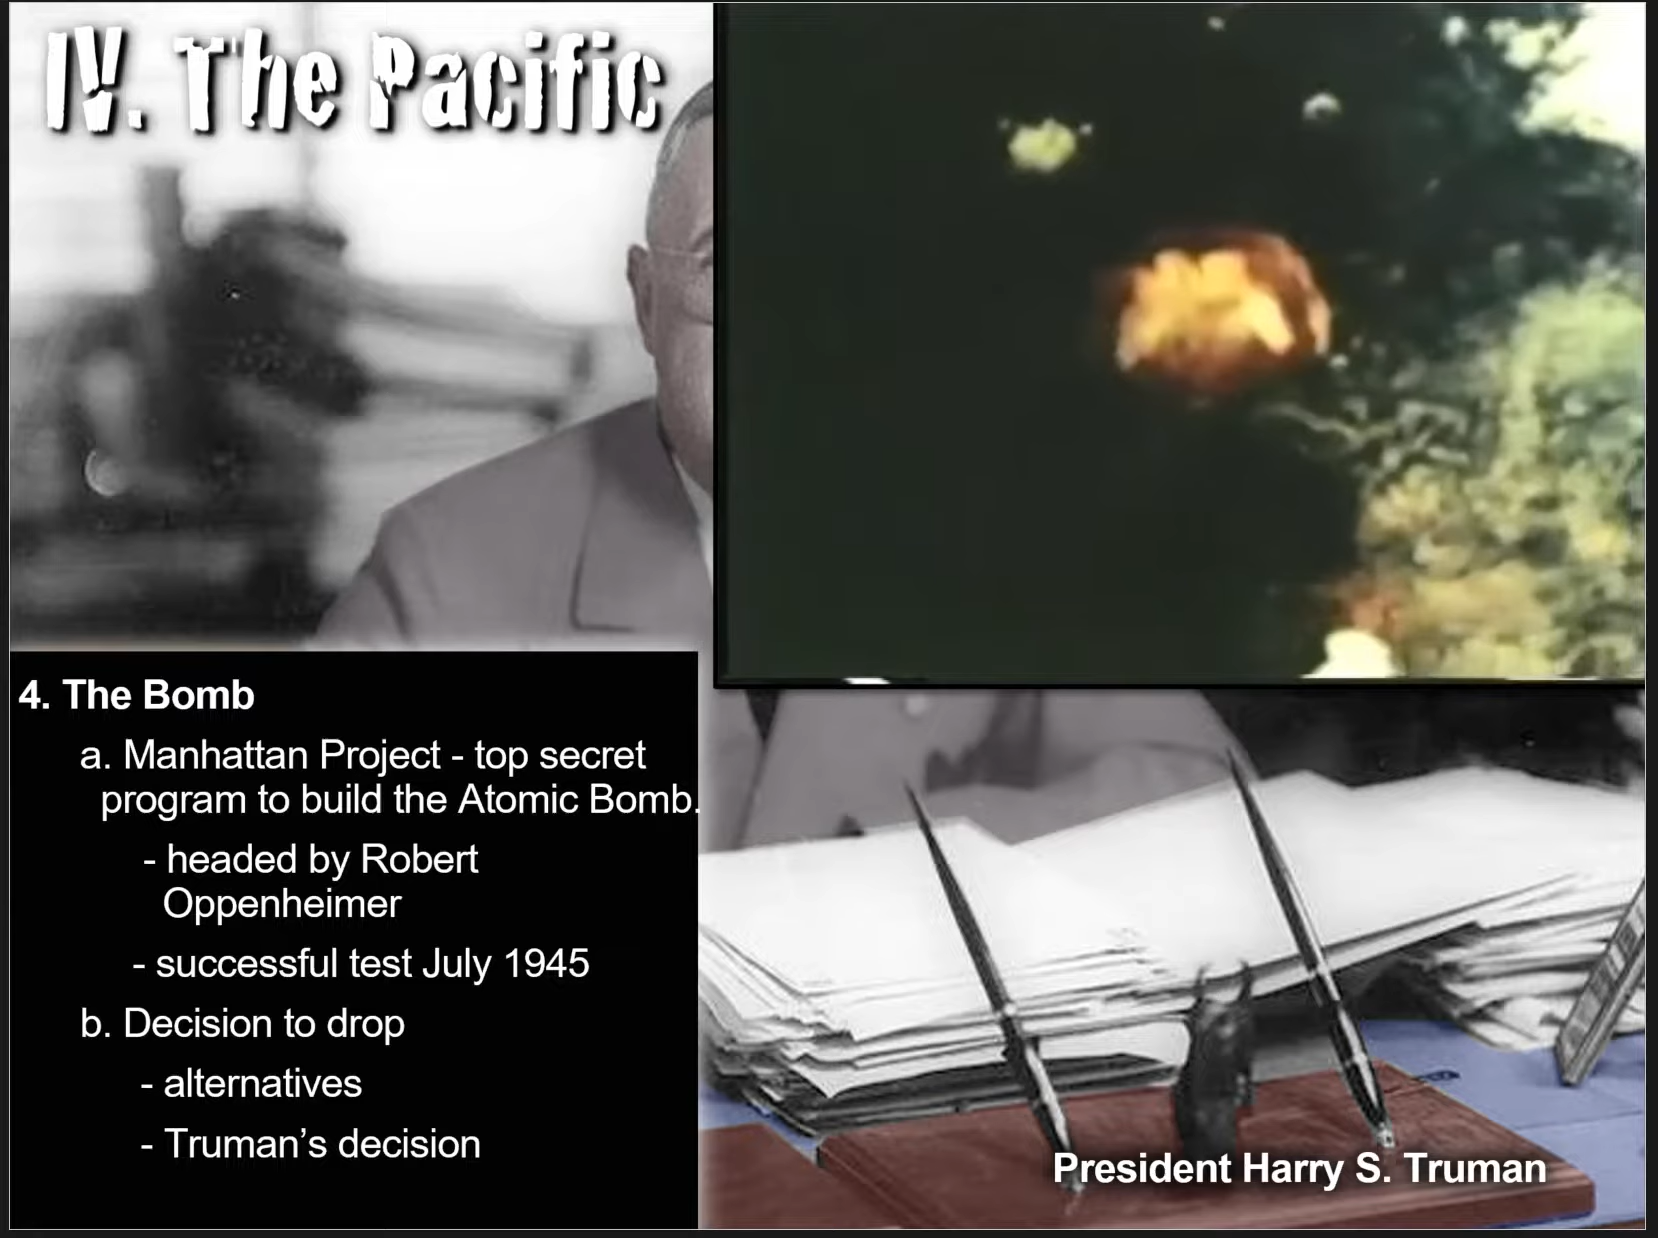 IV. The Pacific
4. The Bomb
a. Manhattan Project - top secret
program to build the Atomic Bomb.
- headed by Robert
Oppenheimer
- successful test July 1945
b. Decision to drop
- alternatives
- Truman’s decision
President Harry S. Truman